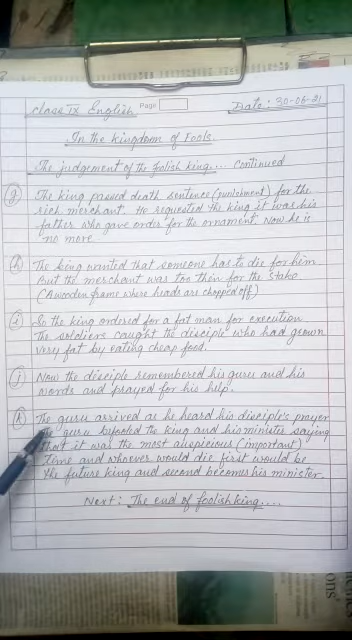 Class IX English Page Date: 30-06-21
In the kingdom of Fools.
The judgement of the foolish king... Continued
(g) The king passed death sentence (punishment) for the
rich merchant. He requested the king it was his
father who gave order for the ornament. Now he is
no more.
(h) The king wanted that someone has to die for him
But the merchant was too thin for the stake
(A wooden frame where heads are chopped off)
(i) So the king ordered for a fat man for execution
The soldiers caught the disciple who had grown
very fat by eating cheap food.
(j) Now the disciple remembered his guru and his
words and prayed for his help.
(k) The guru arrived as he heard his disciple's prayer
The guru the king and his minister saying
that it was the most auspicious (important)
time and whoever would die first would be
the future king and second becomes his minister.
Next: The end of foolish king....